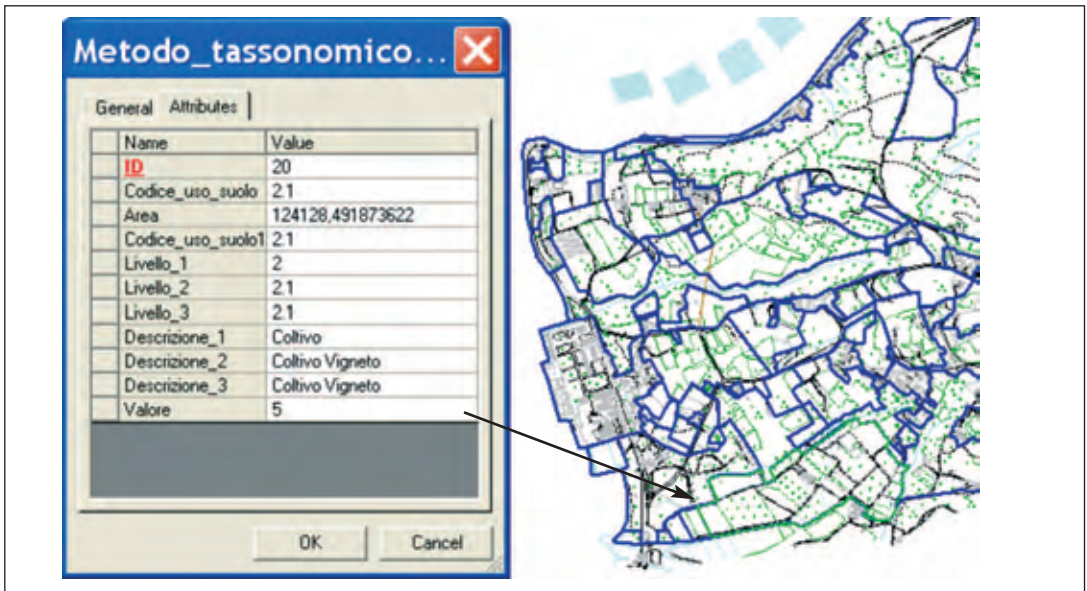 Metodo_tassonomico...
General Attributes
Name Value
ID 20
Codice_uso_suolo 2.1
Area 124128,491873622
Codice_uso_suolo1 2.1
Livello_1 2
Livello_2 2.1
Livello_3 2.1
Descrizione_1 Coltivo
Descrizione_2 Coltivo Vigneto
Descrizione_3 Coltivo Vigneto
Valore 5
OK Cancel